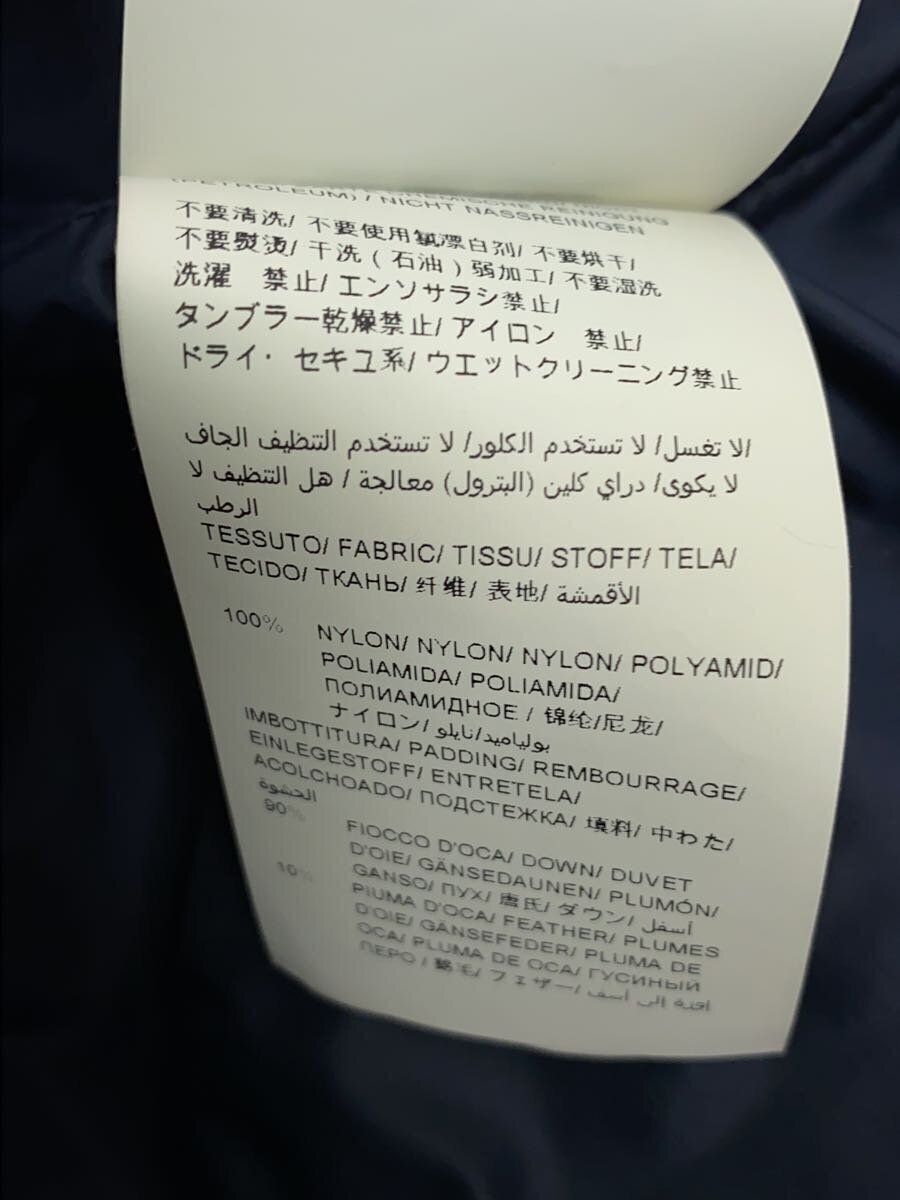 CHEMISCHE REINIGUNG
(PETROLEUM) / NICHT NASSREINIGEN
不要清洗/ 不要使用氯漂白剂/ 不要烘干/
不要熨烫/ 干洗 ( 石油 ) 弱加工/ 不要湿洗
洗濯 禁止/ エンソサラシ禁止/
タンブラー乾燥禁止/ アイロン 禁止/
ドライ・セキユ系/ ウエットクリーニング禁止
الا تغسل/ لا تستخدم الكلور/ لا تستخدم التنظيف الجاف/
لا يكوى/ دراي كلين (البترول) معالجة / هل التنظيف لا
الرطب
TESSUTO/ FABRIC/ TISSU/ STOFF/ TELA/
TECIDO/ ТКАНЬ/ 纤维/ 表地/ الأقمشة
100% NYLON/ NYLON/ NYLON/ POLYAMID/
POLIAMIDA/ POLIAMIDA/
ПОЛИАМИДНОЕ / 锦纶/尼龙/
ナイロン/ بولياميد/نايلو
IMBOTTITURA/ PADDING/ REMBOURRAGE/
EINLEGESTOFF/ ENTRETELA/
ACOLCHOADO/ ПОДСТЕЖКА/ 填料/ 中わた/
الحشوة
90% FIOCCO D'OCA/ DOWN/ DUVET
D'OIE/ GÄNSEDAUNEN/ PLUMÓN/
GANSO/ ПУХ/ 唐氏/ ダウン/ أسفل
10% PIUMA D'OCA/ FEATHER/ PLUMES
D'OIE/ GÄNSEFEDER/ PLUMA DE
OCA/ PLUMA DE OCA/ ГУСИНЫЙ
ПЕРО / 鹅毛/ フェザー/